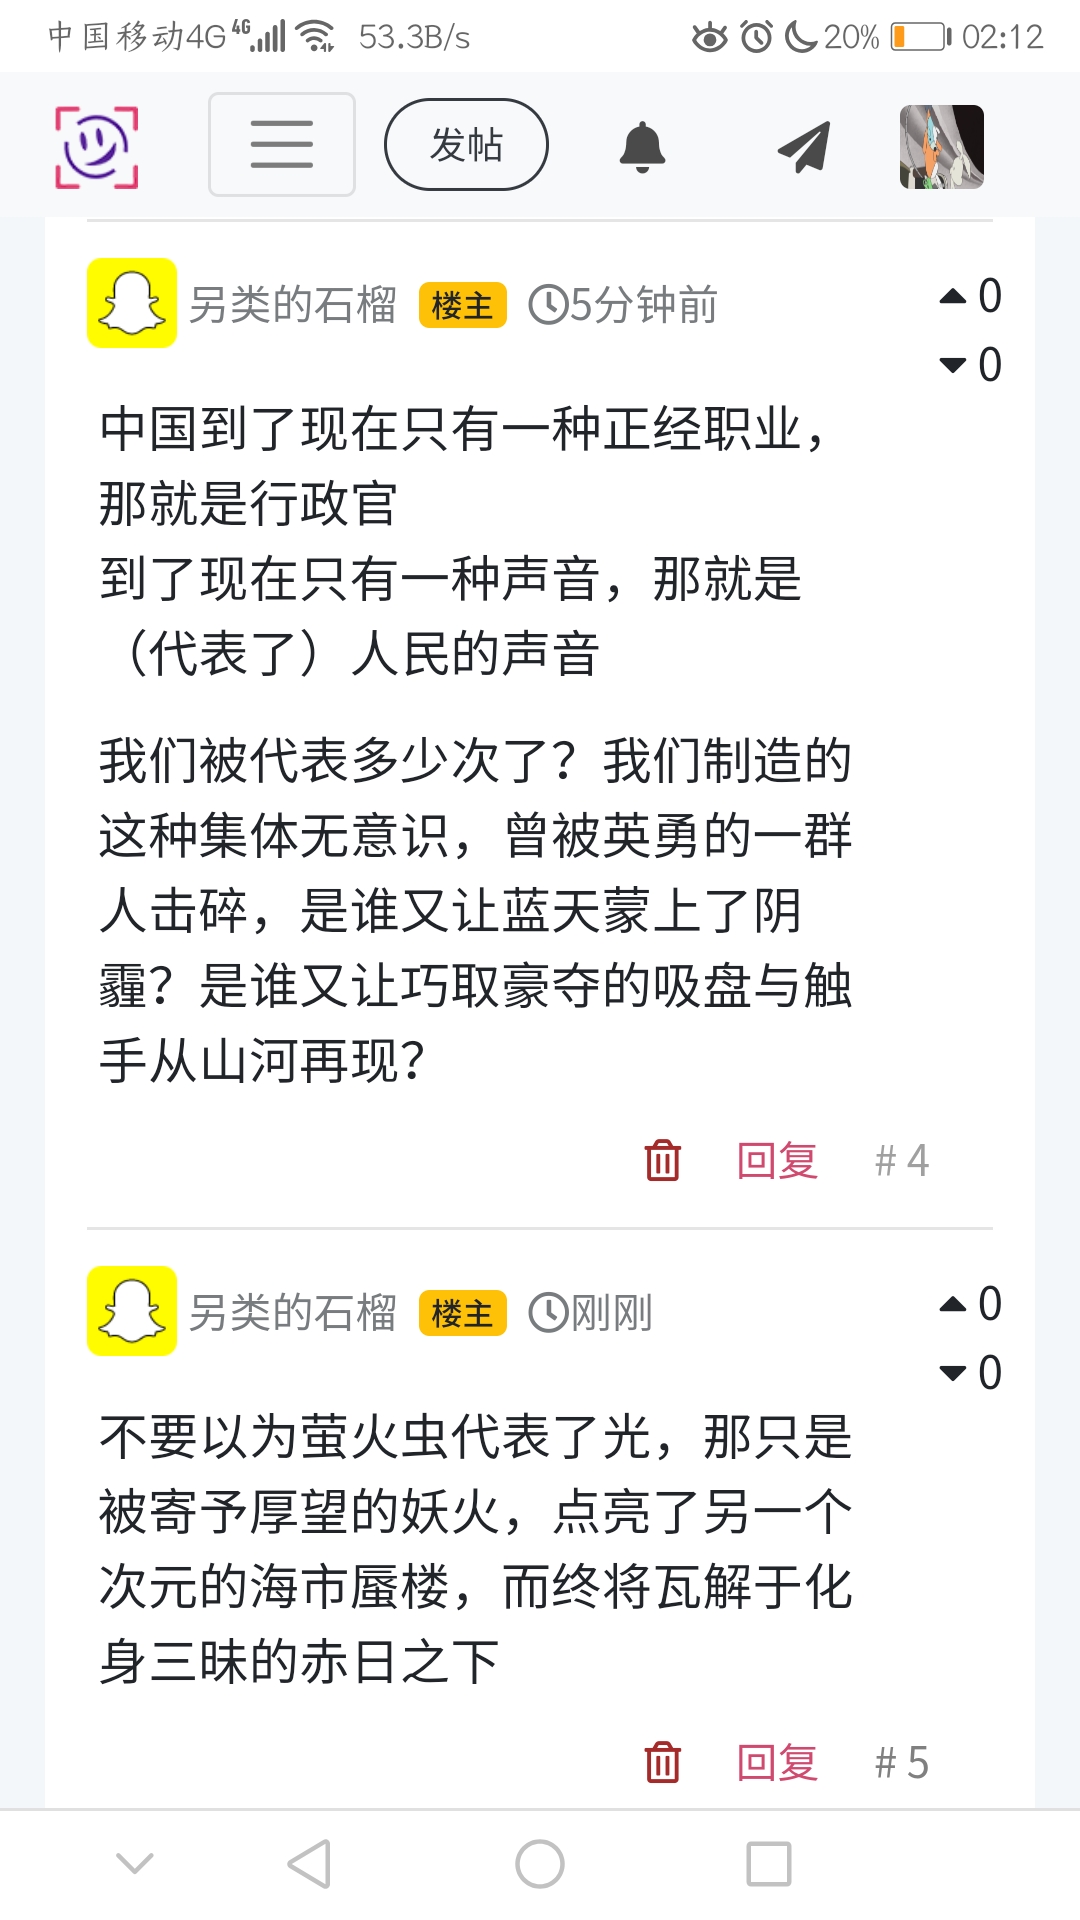 中国移动4G 4G 53.3B/s 20% 02:12
发帖
另类的石榴 楼主 5分钟前 0
0
中国到了现在只有一种正经职业，
那就是行政官
到了现在只有一种声音，那就是
（代表了）人民的声音
我们被代表多少次了？我们制造的
这种集体无意识，曾被英勇的一群
人击碎，是谁又让蓝天蒙上了阴
霾？是谁又让巧取豪夺的吸盘与触
手从山河再现？
回复 # 4
另类的石榴 楼主 刚刚 0
0
不要以为萤火虫代表了光，那只是
被寄予厚望的妖火，点亮了另一个
次元的海市蜃楼，而终将瓦解于化
身三昧的赤日之下
回复 # 5